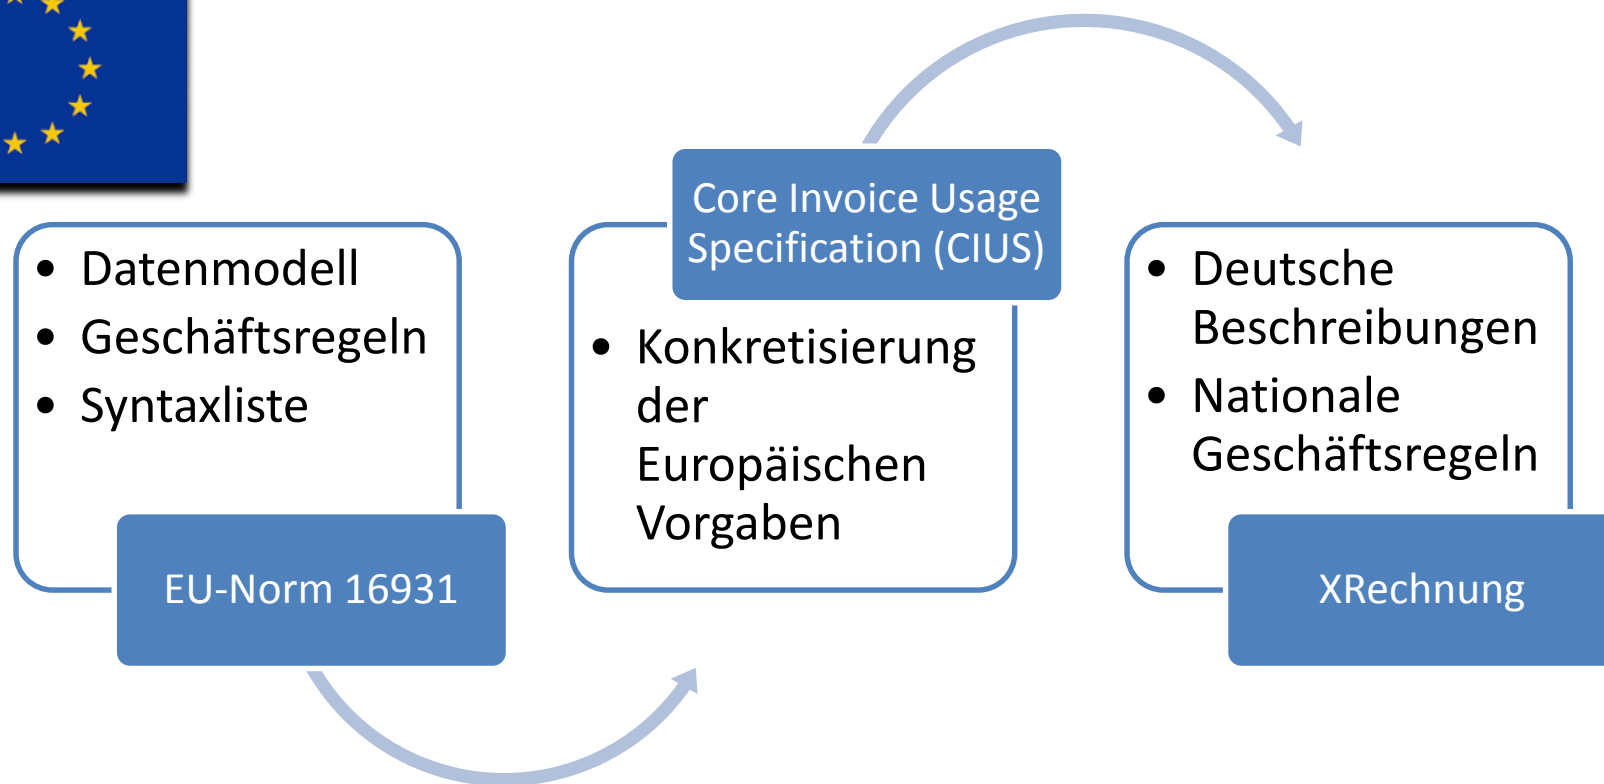 • Datenmodell
• Geschäftsregeln
• Syntaxliste
EU-Norm 16931
Core Invoice Usage
Specification (CIUS)
• Konkretisierung
der
Europäischen
Vorgaben
• Deutsche
Beschreibungen
• Nationale
Geschäftsregeln
XRechnung